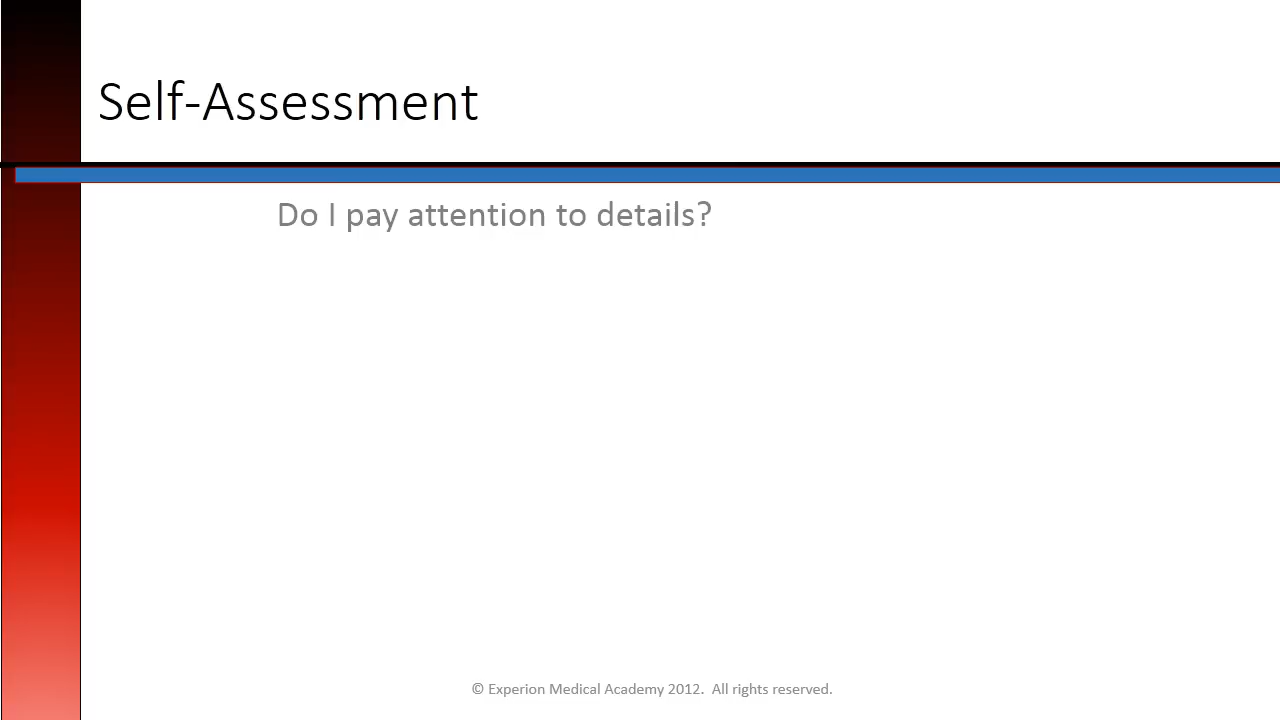 Self-Assessment
Do I pay attention to details?
© Experion Medical Academy 2012.  All rights reserved.